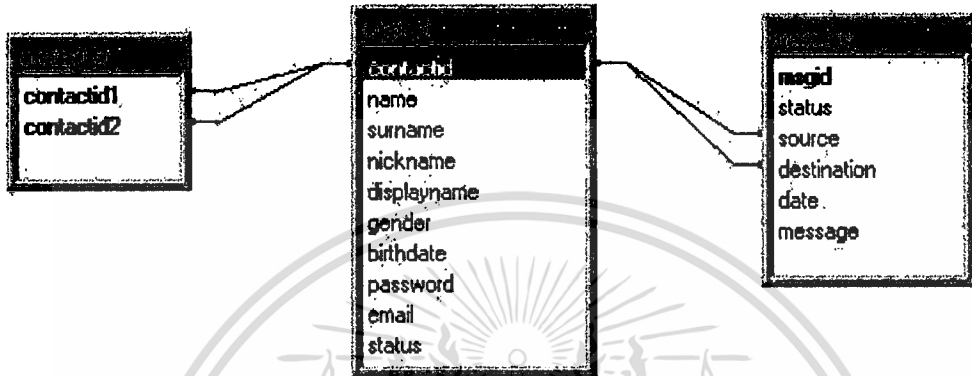 contactid1
contactid2
contactid
name
surname
nickname
displayname
gender
birthdate
password
email
status
msgid
status
source
destination
date
message